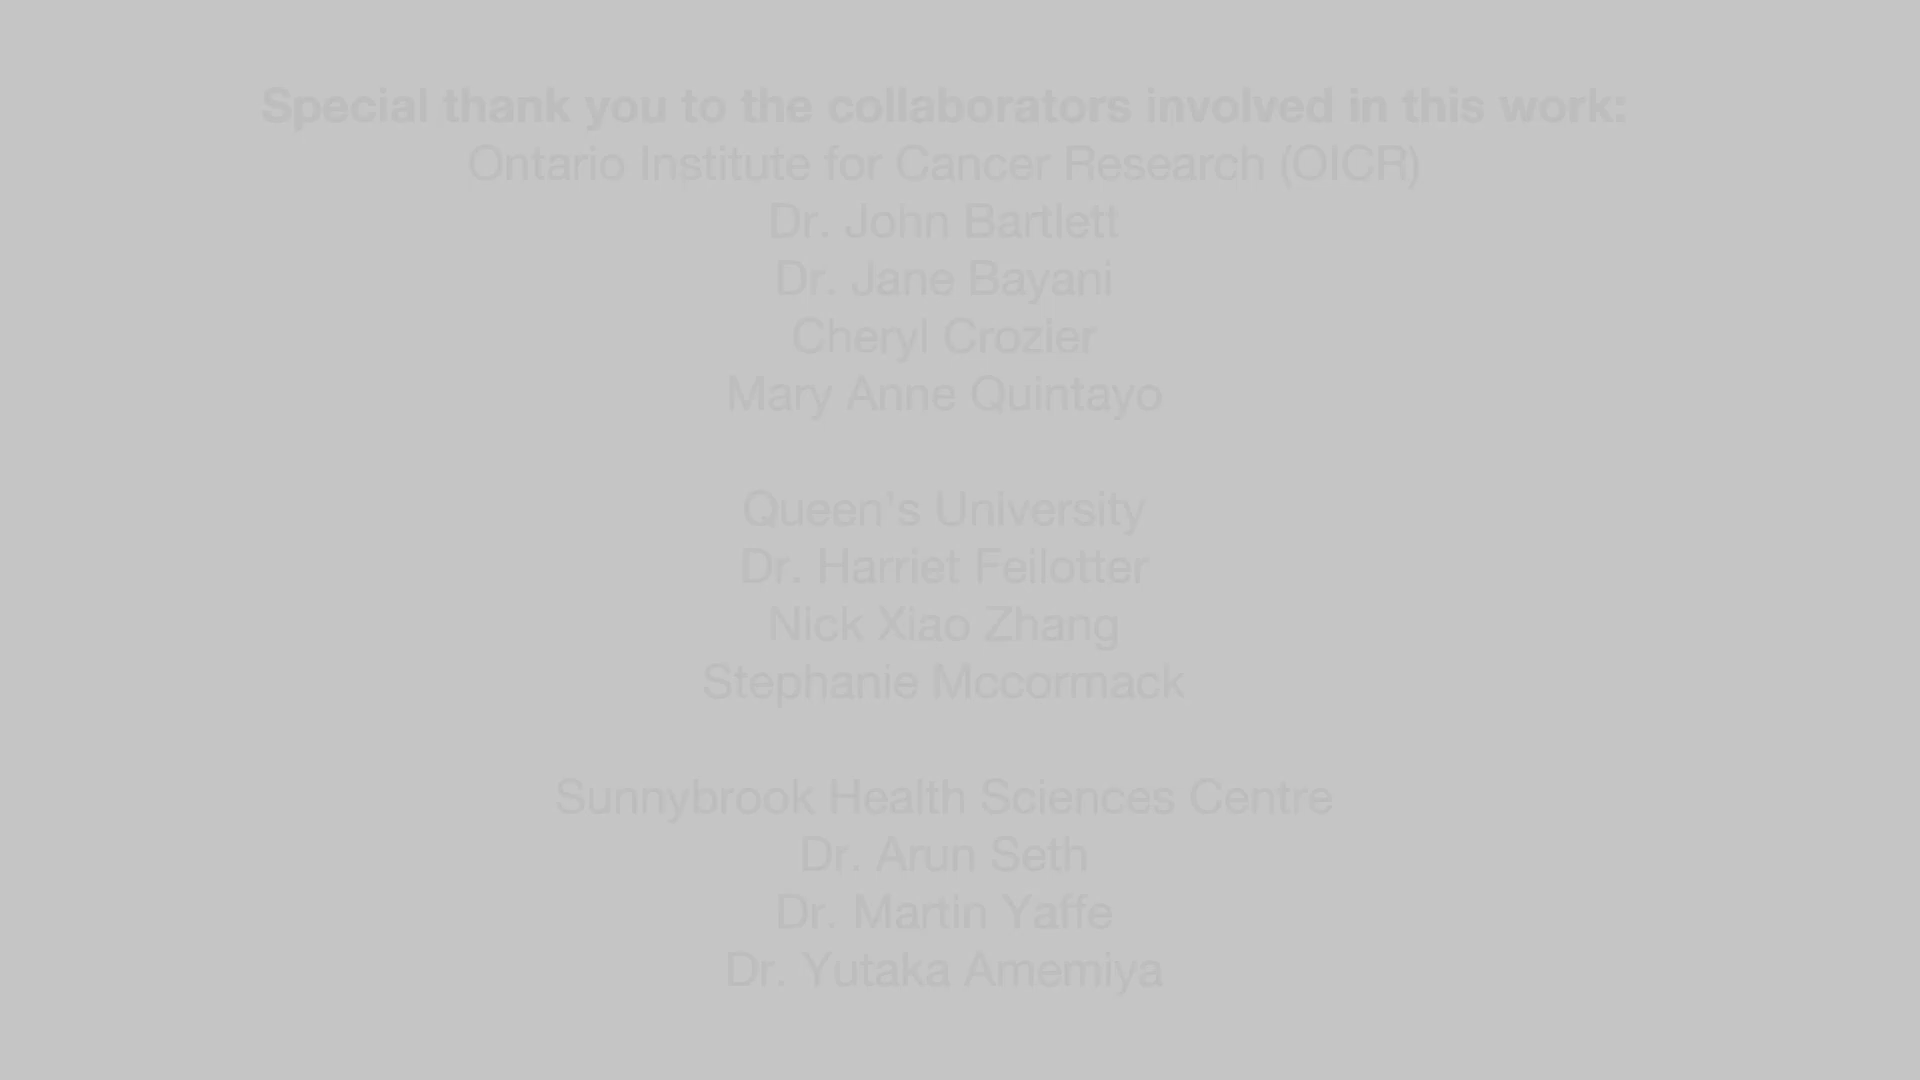 Special thank you to the collaborators involved in this work:
Ontario Institute for Cancer Research (OICR)
Dr. John Bartlett
Dr. Jane Bayani
Cheryl Crozier
Mary Anne Quintayo
Queen's University
Dr. Harriet Feilotter
Nick Xiao Zhang
Stephanie Mccormack
Sunnybrook Health Sciences Centre
Dr. Arun Seth
Dr. Martin Yaffe
Dr. Yutaka Amemiya